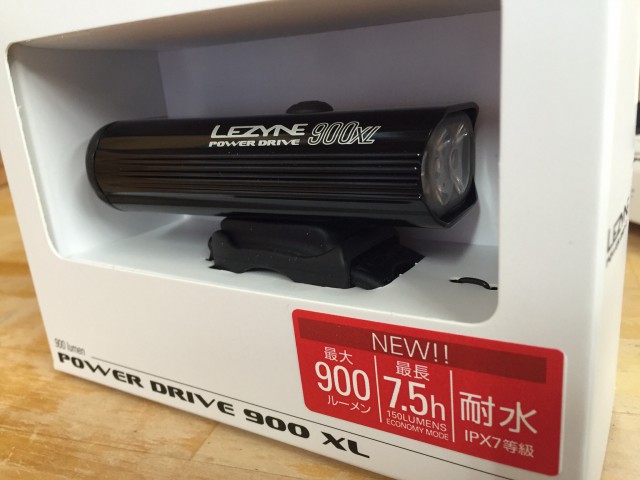 LEZYNE 900XL
POWER DRIVE
LEZYNE
900 lumen
POWER DRIVE 900 XL
NEW!!
最大
900
ルーメン
最長
7.5h
150LUMENS
ECONOMY MODE
耐水
IPX7等級